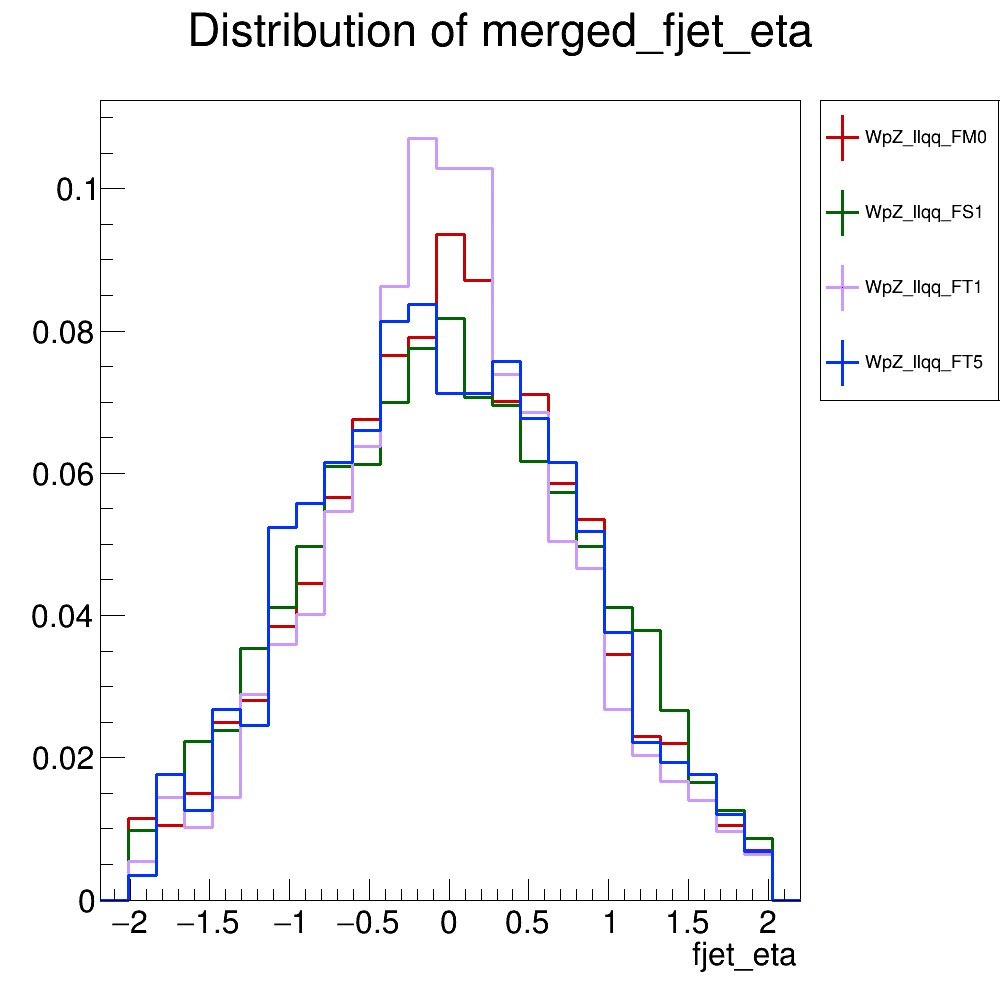 Distribution of merged_fjet_eta
WpZ_llqq_FM0
WpZ_llqq_FS1
WpZ_llqq_FT1
WpZ_llqq_FT5
0.1
0.08
0.06
0.04
0.02
0
−2 −1.5 −1 −0.5 0 0.5 1 1.5 2
fjet_eta